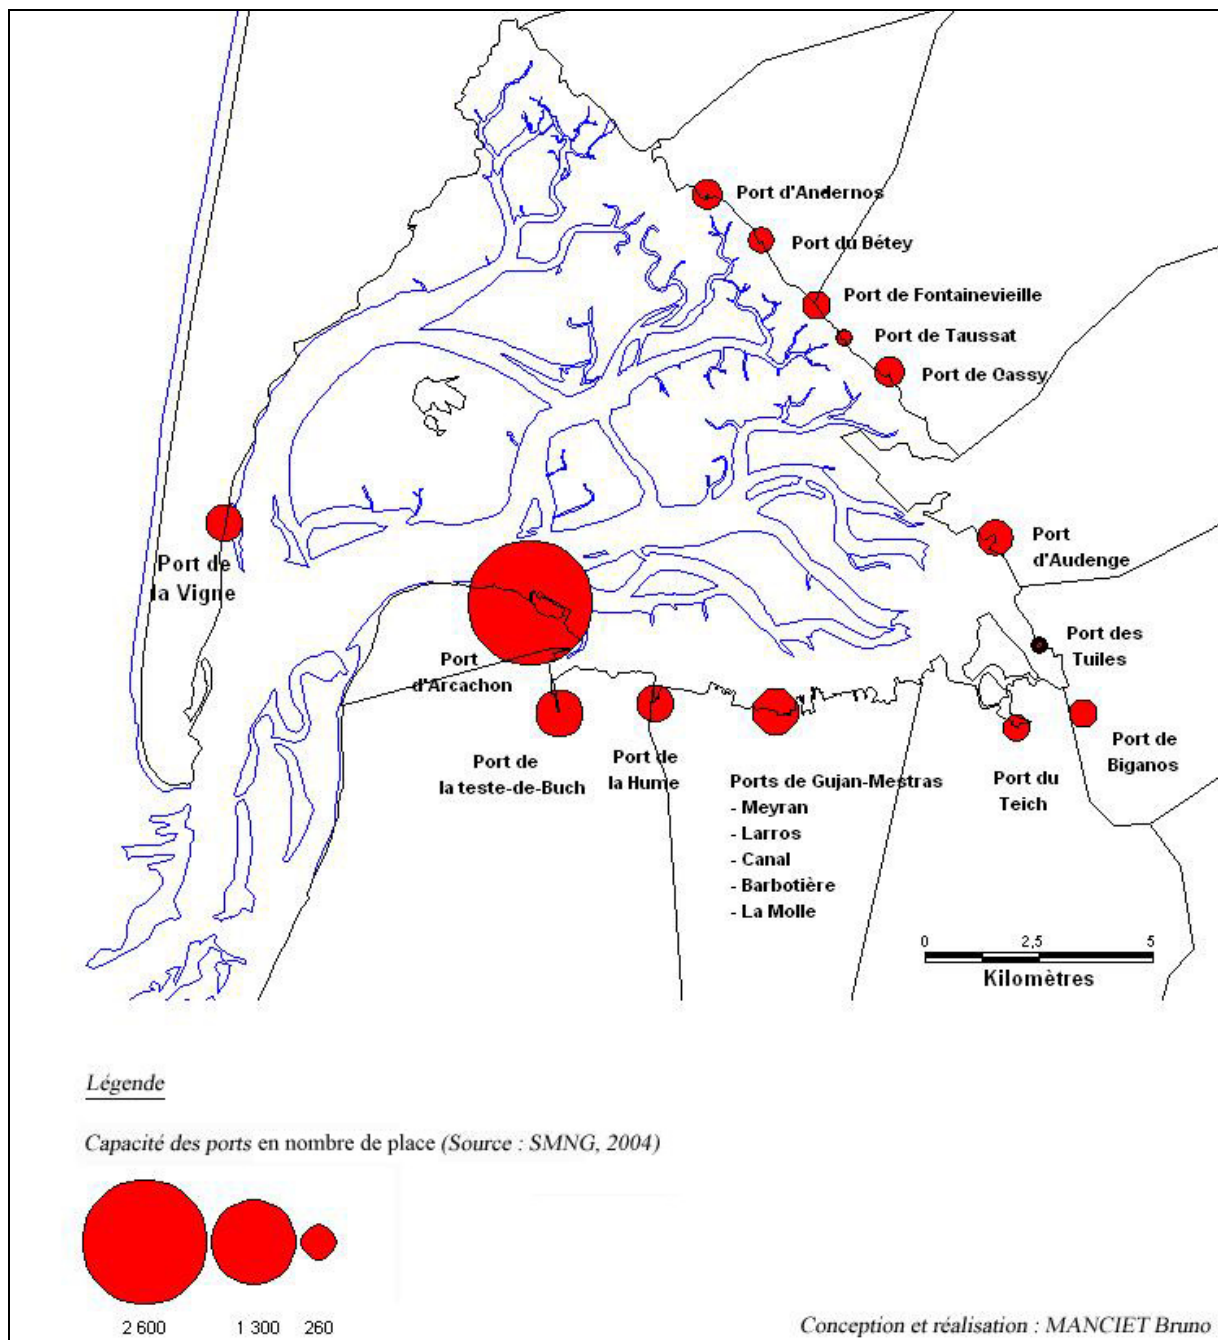 Port d'Andernos
Port du Bétey
Port de Fontainevieille
Port de Taussat
Port de Cassy
Port de
la Vigne
Port
d'Audenge
Port des
Tuiles
Port
d'Arcachon
Port de
la teste-de-Buch
Port de
la Hume
Ports de Gujan-Mestras
- Meyran
- Larros
- Canal
- Barbotière
- La Molle
Port du
Teich
Port de
Biganos
0 2,5 5
Kilomètres
Légende
Capacité des ports en nombre de place (Source : SMNG, 2004)
2 600 1 300 260
Conception et réalisation : MANCIET Bruno